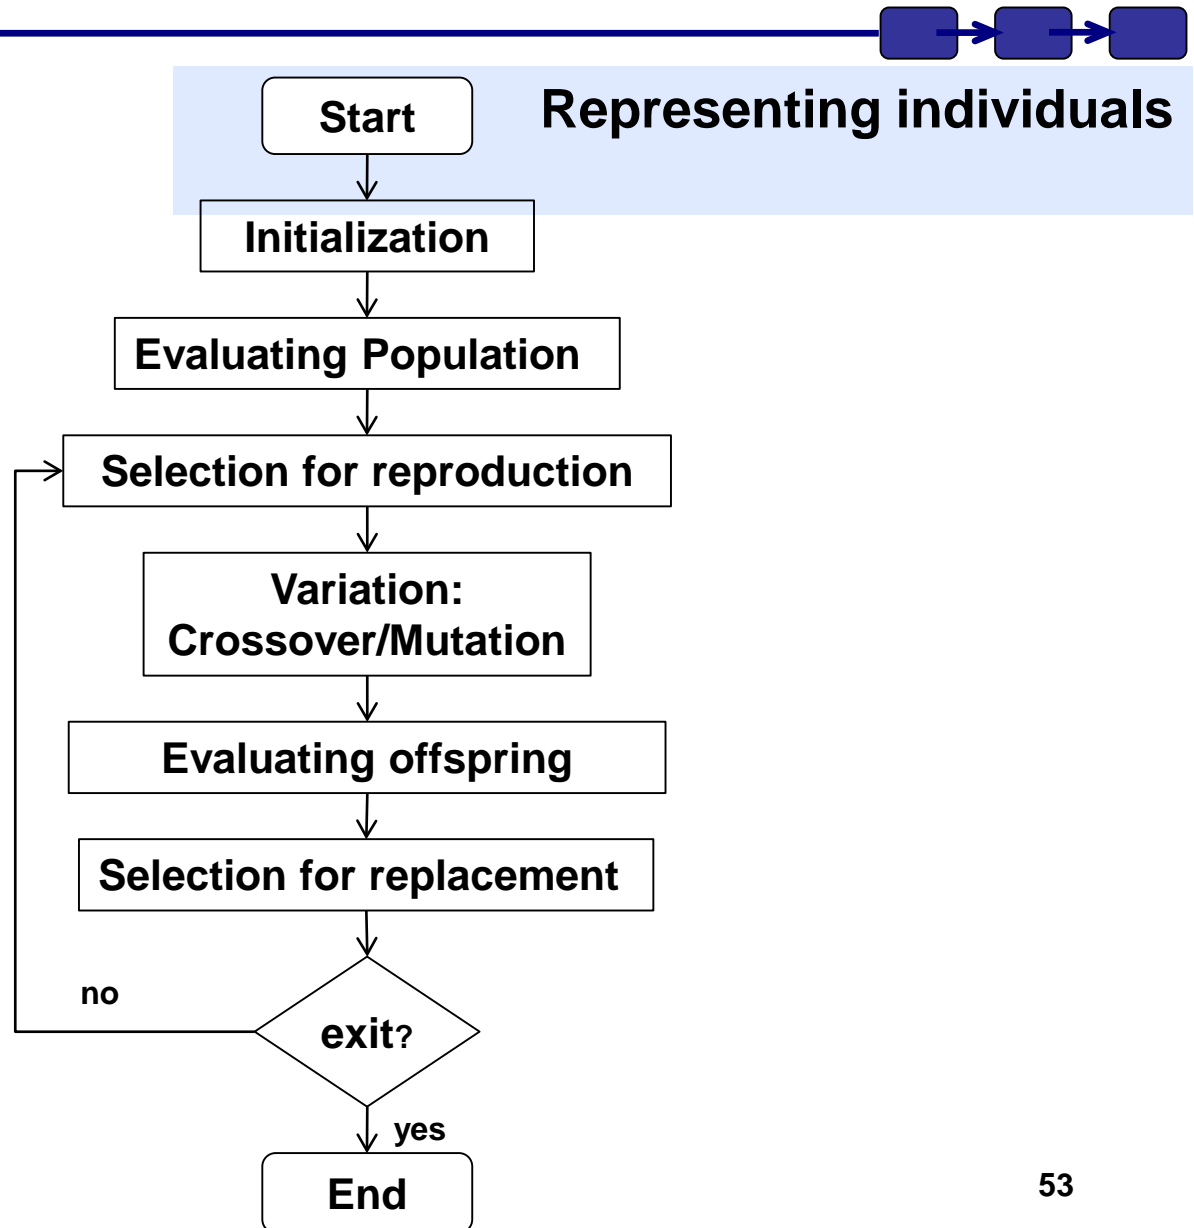 Representing individuals
Start
Initialization
Evaluating Population
Selection for reproduction
Variation:
Crossover/Mutation
Evaluating offspring
Selection for replacement
no
exit?
yes
End
53